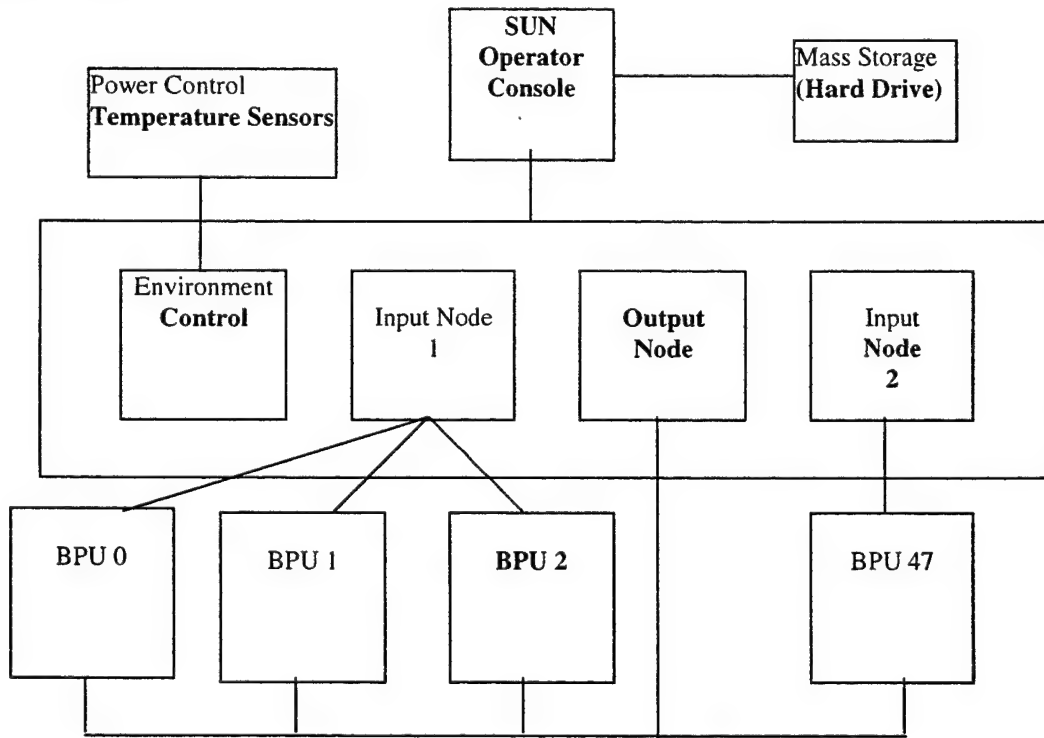 SUN
Operator
Console
Mass Storage
(Hard Drive)
Power Control
Temperature Sensors
Environment
Control
Input Node
1
Output
Node
Input
Node
2
BPU 0
BPU 1
BPU 2
BPU 47